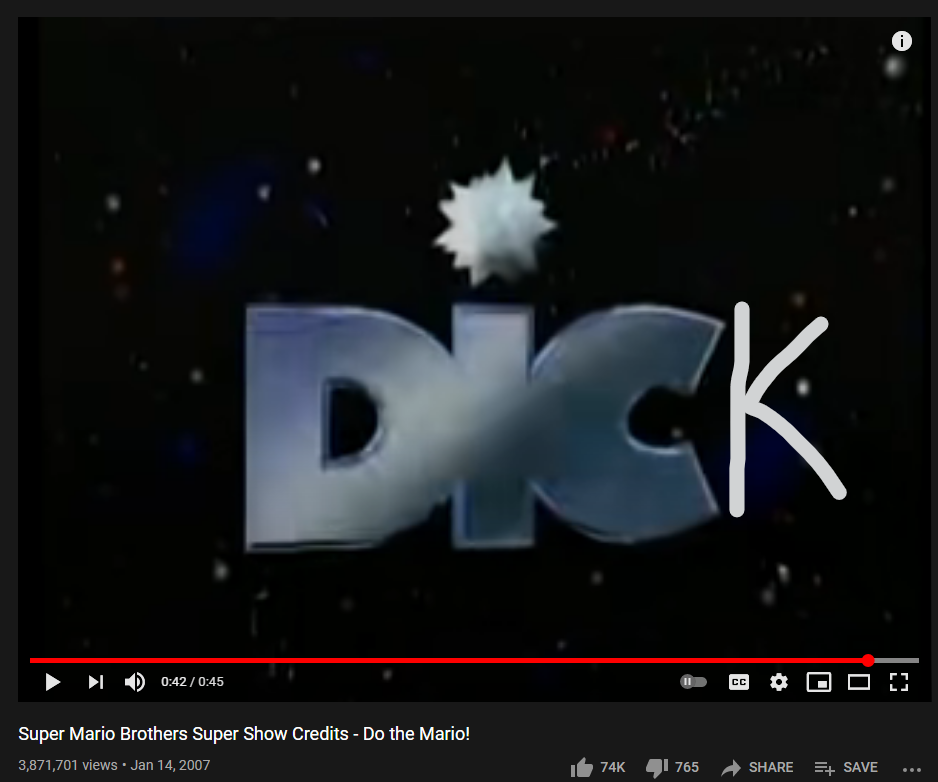 DiCK
0:42 / 0:45
CC
Super Mario Brothers Super Show Credits - Do the Mario!
3,871,701 views • Jan 14, 2007
74K 765 SHARE SAVE